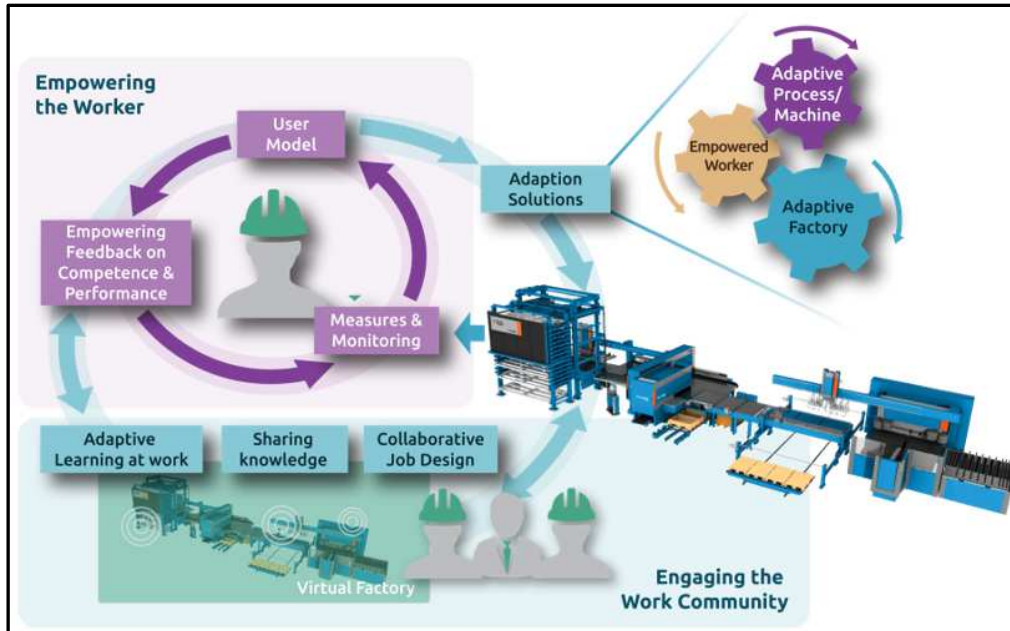 Empowering
the Worker
User
Model
Empowering
Feedback on
Competence &
Performance
Measures &
Monitoring
Adaption
Solutions
Adaptive
Process/
Machine
Empowered
Worker
Adaptive
Factory
Adaptive
Learning at work
Sharing
knowledge
Collaborative
Job Design
Virtual Factory
Engaging the
Work Community